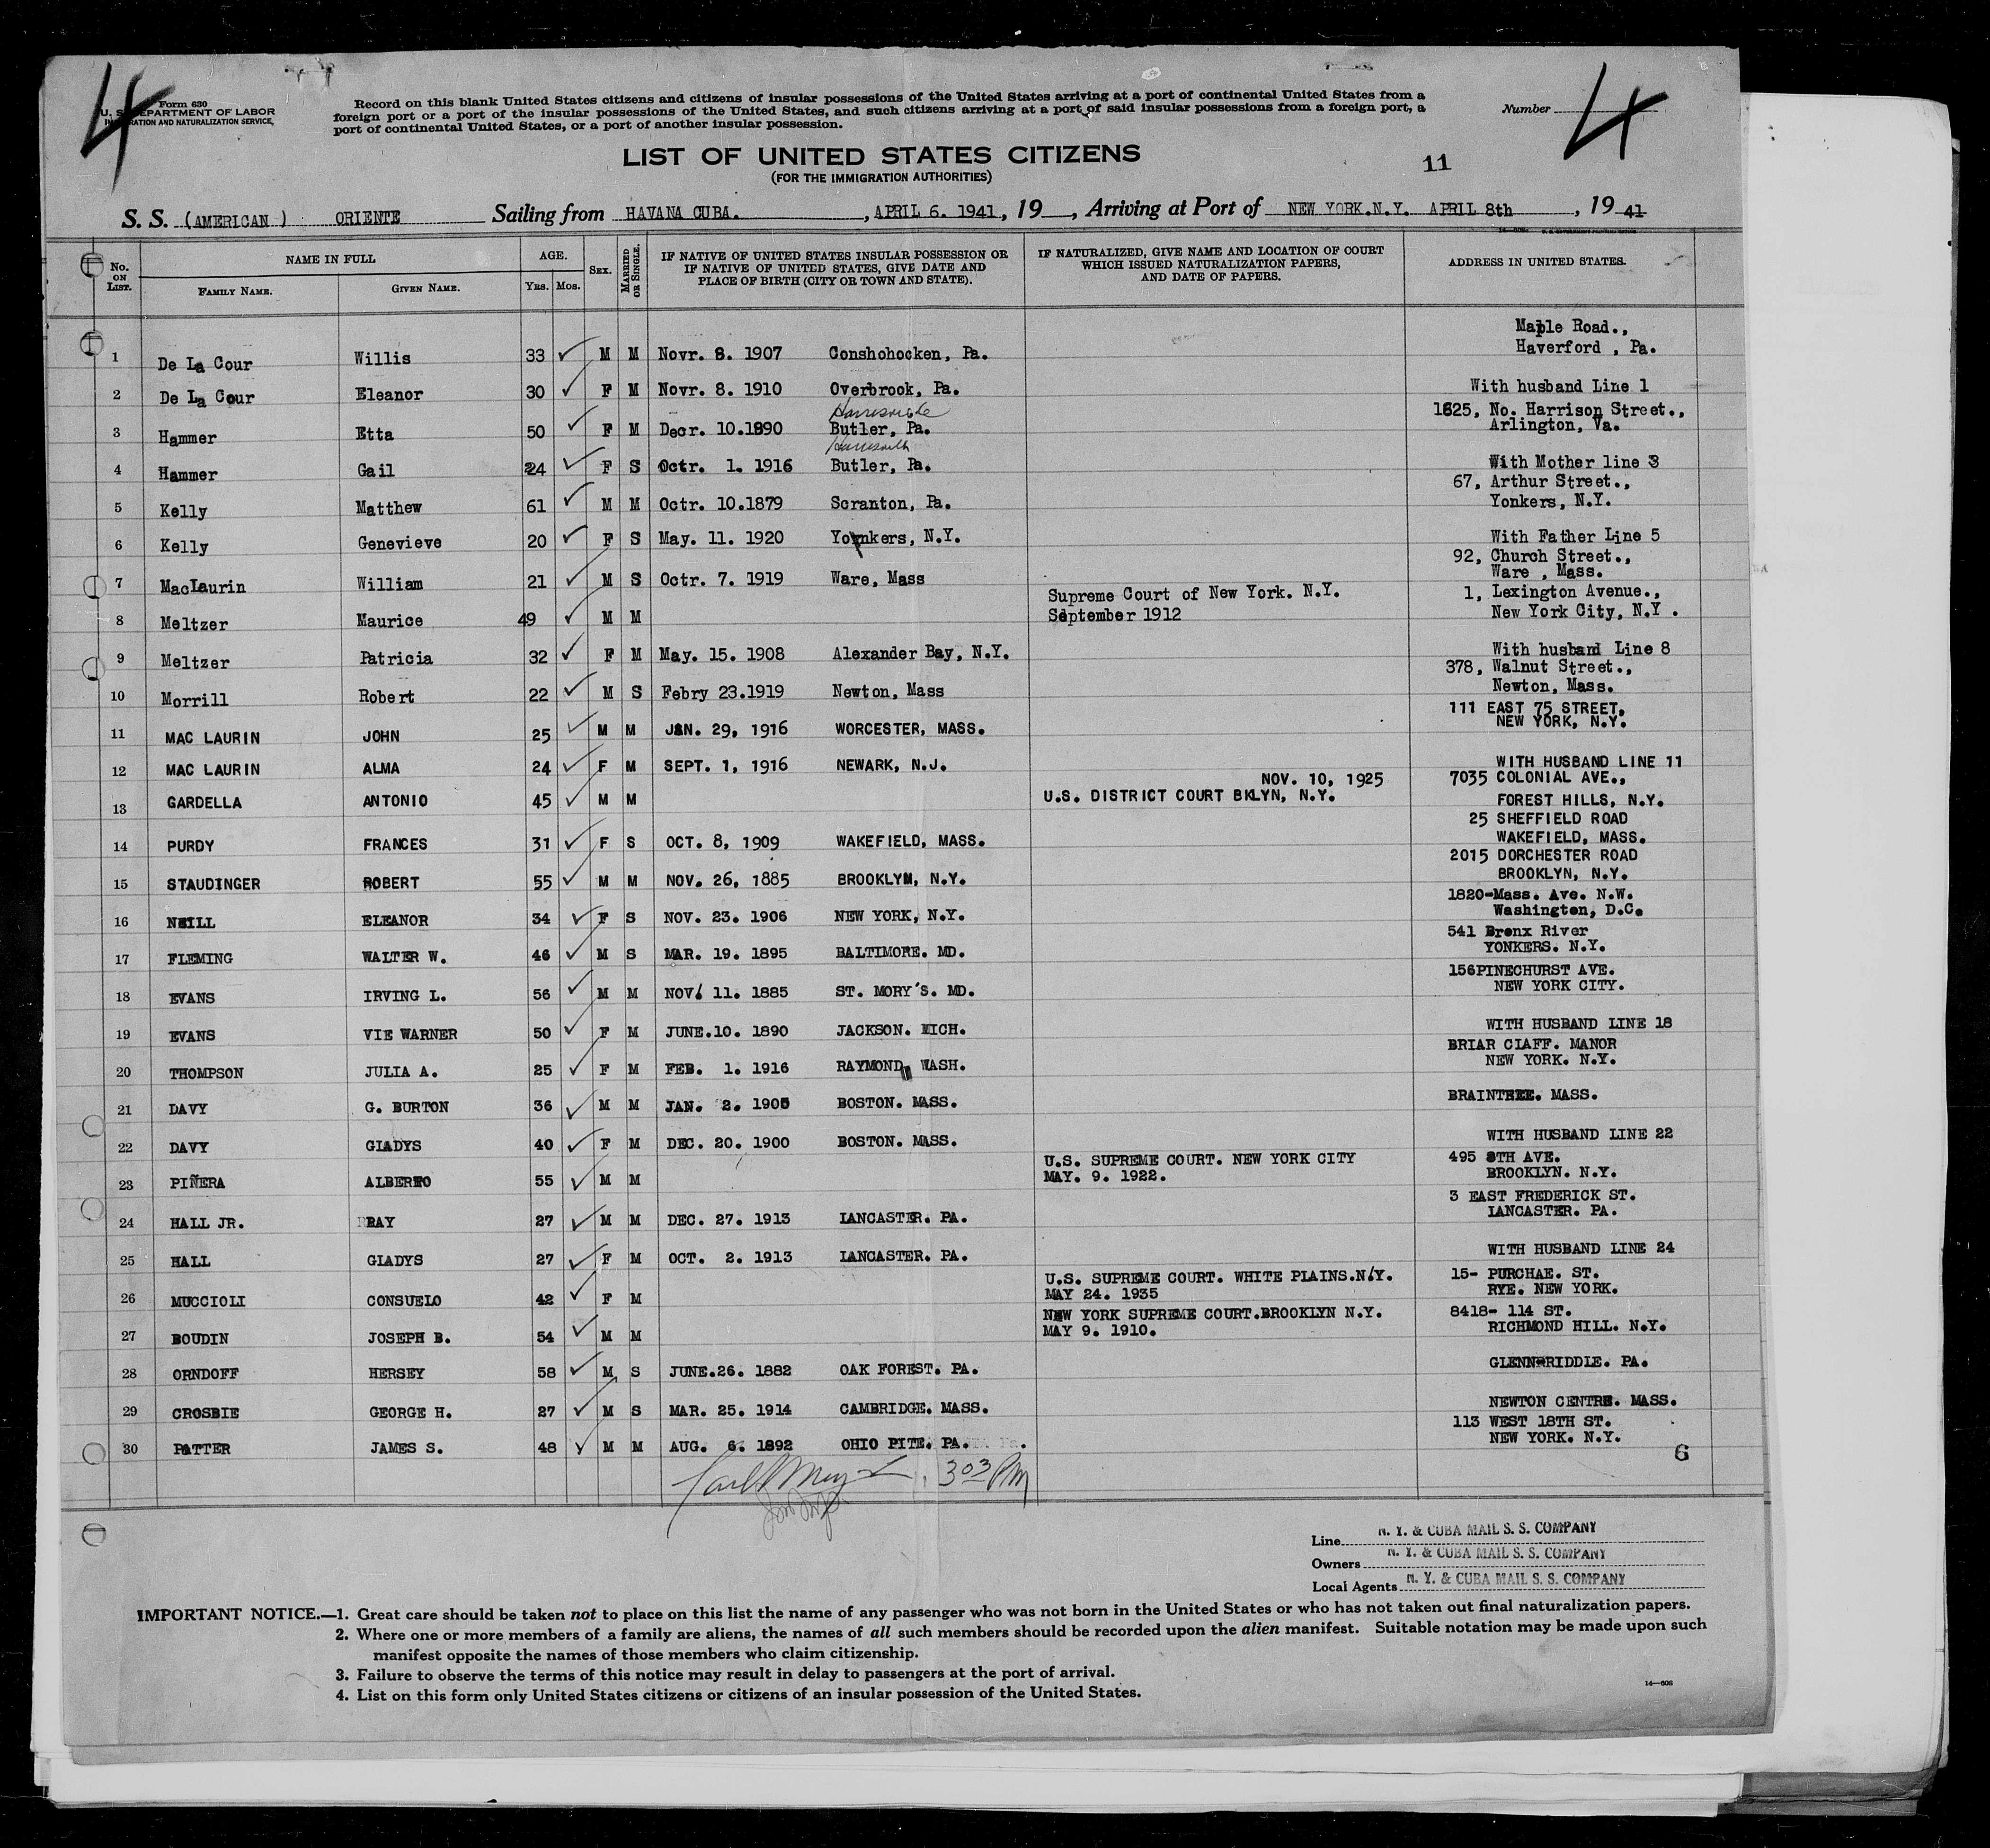 4
4
Form 630
U. S. DEPARTMENT OF LABOR
IMMIGRATION AND NATURALIZATION SERVICE,
Record on this blank United States citizens and citizens of insular possessions of the United States arriving at a port of continental United States from a
foreign port or a port of the insular possessions of the United States, and such citizens arriving at a port of said insular possessions from a foreign port, a
port of continental United States, or a port of another insular possession.
Number
LIST OF UNITED STATES CITIZENS
(FOR THE IMMIGRATION AUTHORITIES)
11
S. S. (AMERICAN ) ORIENTE Sailing from HAVANA CUBA. , APRIL 6. 1941, 19 , Arriving at Port of NEW YORK.N.Y. APRIL 8th , 19 41
No. ON LIST. NAME IN FULL FAMILY NAME. GIVEN NAME. AGE. YRS. MOS. SEX. MARRIED OR SINGLE. IF NATIVE OF UNITED STATES INSULAR POSSESSION OR IF NATIVE OF UNITED STATES, GIVE DATE AND PLACE OF BIRTH (CITY OR TOWN AND STATE). IF NATURALIZED, GIVE NAME AND LOCATION OF COURT WHICH ISSUED NATURALIZATION PAPERS, AND DATE OF PAPERS. ADDRESS IN UNITED STATES.
Maple Road.,
1 De La Cour Willis 33 M M Novr. 8. 1907 Conshohocken, Pa. Haverford , Pa.
2 De La Cour Eleanor 30 F M Novr. 8. 1910 Overbrook, Pa. With husband Line 1
Harrisville 1625, No. Harrison Street.,
3 Hammer Etta 50 F M Decr. 10.1890 Butler, Pa. Arlington, Va.
Harrisville
4 Hammer Gail 24 F S Octr. 1. 1916 Butler, Pa. With Mother line 3
67, Arthur Street.,
5 Kelly Matthew 61 M M Octr. 10.1879 Scranton, Pa. Yonkers, N.Y.
6 Kelly Genevieve 20 F S May. 11. 1920 Yonkers, N.Y. With Father Line 5
92, Church Street.,
7 MacLaurin William 21 M S Octr. 7. 1919 Ware, Mass Ware , Mass.
Supreme Court of New York. N.Y. 1, Lexington Avenue.,
8 Meltzer Maurice 49 M M September 1912 New York City, N.Y .
9 Meltzer Patricia 32 F M May. 15. 1908 Alexander Bay, N.Y. With husband Line 8
378, Walnut Street.,
10 Morrill Robert 22 M S Febry 23.1919 Newton, Mass Newton, Mass.
111 EAST 75 STREET,
11 MAC LAURIN JOHN 25 M M JAN. 29, 1916 WORCESTER, MASS. NEW YORK, N.Y.
12 MAC LAURIN ALMA 24 F M SEPT. 1, 1916 NEWARK, N.J. WITH HUSBAND LINE 11
NOV. 10, 1925 7035 COLONIAL AVE.,
13 GARDELLA ANTONIO 45 M M U.S. DISTRICT COURT BKLYN, N.Y. FOREST HILLS, N.Y.
25 SHEFFIELD ROAD
14 PURDY FRANCES 31 F S OCT. 8, 1909 WAKEFIELD, MASS. WAKEFIELD, MASS.
2015 DORCHESTER ROAD
15 STAUDINGER ROBERT 55 M M NOV. 26, 1885 BROOKLYN, N.Y. BROOKLYN, N.Y.
1820-Mass. Ave. N.W.
16 NEILL ELEANOR 34 F S NOV. 23. 1906 NEW YORK, N.Y. Washington, D.C.
541 Bronx River
17 FLEMING WALTER W. 46 M S MAR. 19. 1895 BALTIMORE. MD. YONKERS. N.Y.
156PINECHURST AVE.
18 EVANS IRVING L. 56 M M NOV. 11. 1885 ST. MORY'S. MD. NEW YORK CITY.
19 EVANS VIE WARNER 50 F M JUNE.10. 1890 JACKSON. MICH. WITH HUSBAND LINE 18
BRIAR CIAFF. MANOR
20 THOMPSON JULIA A. 25 F M FEB. 1. 1916 RAYMOND, WASH. NEW YORK. N.Y.
21 DAVY G. BURTON 36 M M JAN. 2. 1905 BOSTON. MASS. BRAINTREE. MASS.
22 DAVY GLADYS 40 F M DEC. 20. 1900 BOSTON. MASS. WITH HUSBAND LINE 22
U.S. SUPREME COURT. NEW YORK CITY 495 8TH AVE.
23 PIÑERA ALBERTO 55 M M MAY. 9. 1922. BROOKLYN. N.Y.
3 EAST FREDERICK ST.
24 HALL JR. RAY 27 M M DEC. 27. 1913 LANCASTER. PA. LANCASTER. PA.
25 HALL GLADYS 27 F M OCT. 2. 1913 LANCASTER. PA. WITH HUSBAND LINE 24
U.S. SUPREME COURT. WHITE PLAINS.N.Y. 15- PURCHAE. ST.
26 MUCCIOLI CONSUELO 42 F M MAY 24. 1935 RYE. NEW YORK.
NEW YORK SUPREME COURT.BROOKLYN N.Y. 8418- 114 ST.
27 BOUDIN JOSEPH B. 54 M M MAY 9. 1910. RICHMOND HILL. N.Y.
28 ORNDOFF HERSEY 58 M S JUNE.26. 1882 OAK FOREST. PA. GLENN-RIDDLE. PA.
29 CROSBIE GEORGE H. 27 M S MAR. 25. 1914 CAMBRIDGE. MASS. NEWTON CENTRE. MASS.
113 WEST 18TH ST.
30 PATTER JAMES S. 48 M M AUG. 6. 1892 OHIO PITE. PA. NEW YORK. N.Y.
6
303 PM
Line N. Y. & CUBA MAIL S. S. COMPANY
Owners N. Y. & CUBA MAIL S. S. COMPANY
Local Agents N. Y. & CUBA MAIL S. S. COMPANY
IMPORTANT NOTICE.—1. Great care should be taken not to place on this list the name of any passenger who was not born in the United States or who has not taken out final naturalization papers.
2. Where one or more members of a family are aliens, the names of all such members should be recorded upon the alien manifest. Suitable notation may be made upon such
manifest opposite the names of those members who claim citizenship.
3. Failure to observe the terms of this notice may result in delay to passengers at the port of arrival.
4. List on this form only United States citizens or citizens of an insular possession of the United States.
14—608